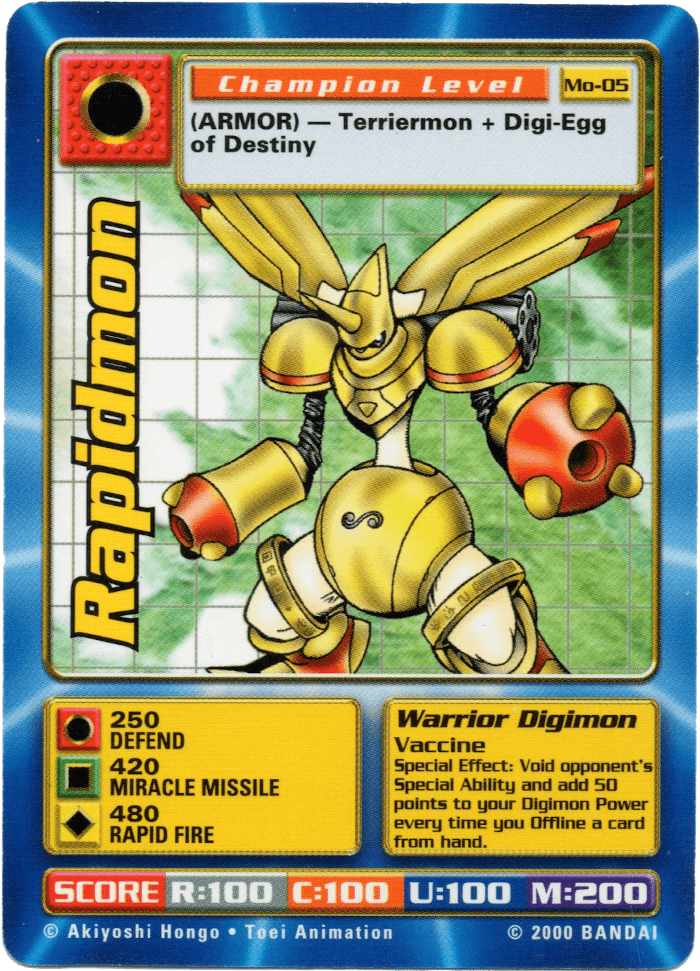 Champion Level
Mo-05
(ARMOR) — Terriermon + Digi-Egg
of Destiny
Rapidmon
250
DEFEND
420
MIRACLE MISSILE
480
RAPID FIRE
Warrior Digimon
Vaccine
Special Effect: Void opponent's
Special Ability and add 50
points to your Digimon Power
every time you Offline a card
from hand.
SCORE R:100 C:100 U:100 M:200
© Akiyoshi Hongo • Toei Animation
© 2000 BANDAI